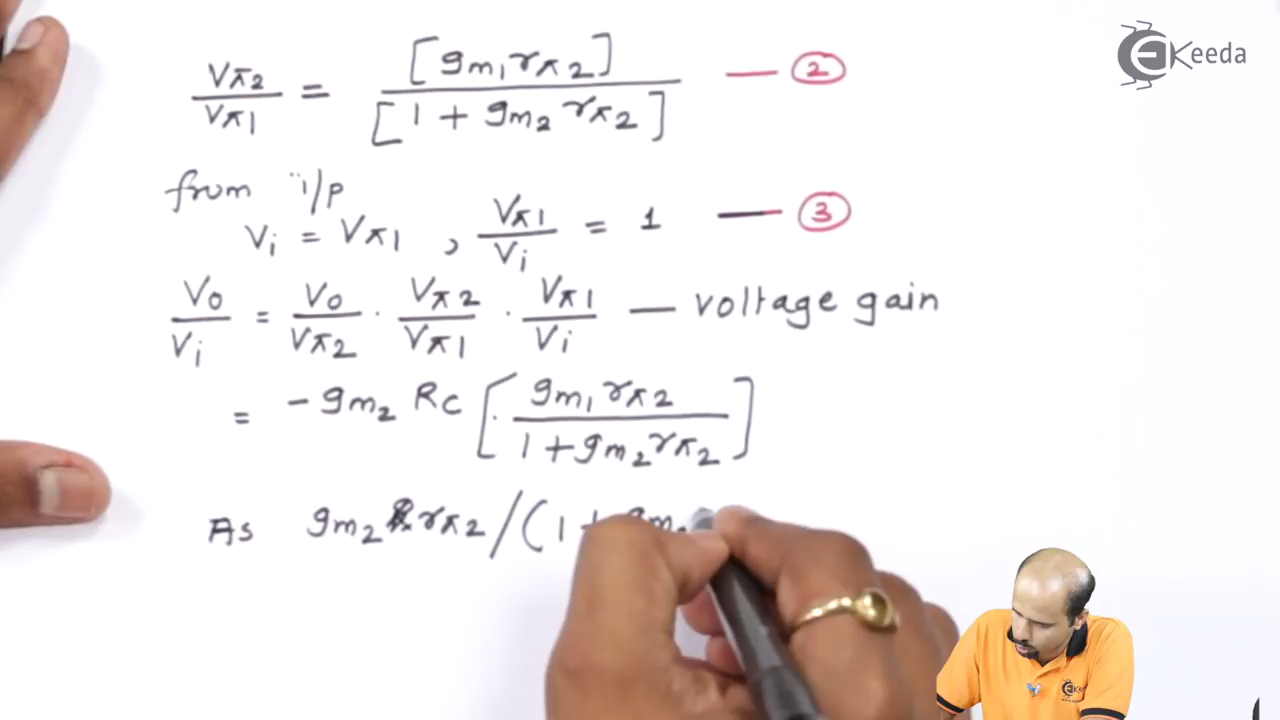 EKeeda
Vπ2/Vπ1 = [gm1 rπ2]/[1 + gm2 rπ2] — 2
from i/p
Vi = Vπ1 , Vπ1/Vi = 1 — 3
Vo/Vi = Vo/Vπ2 · Vπ2/Vπ1 · Vπ1/Vi — voltage gain
= -gm2 RC [gm1 rπ2/1+gm2 rπ2]
As gm2 rπ2/(1 +